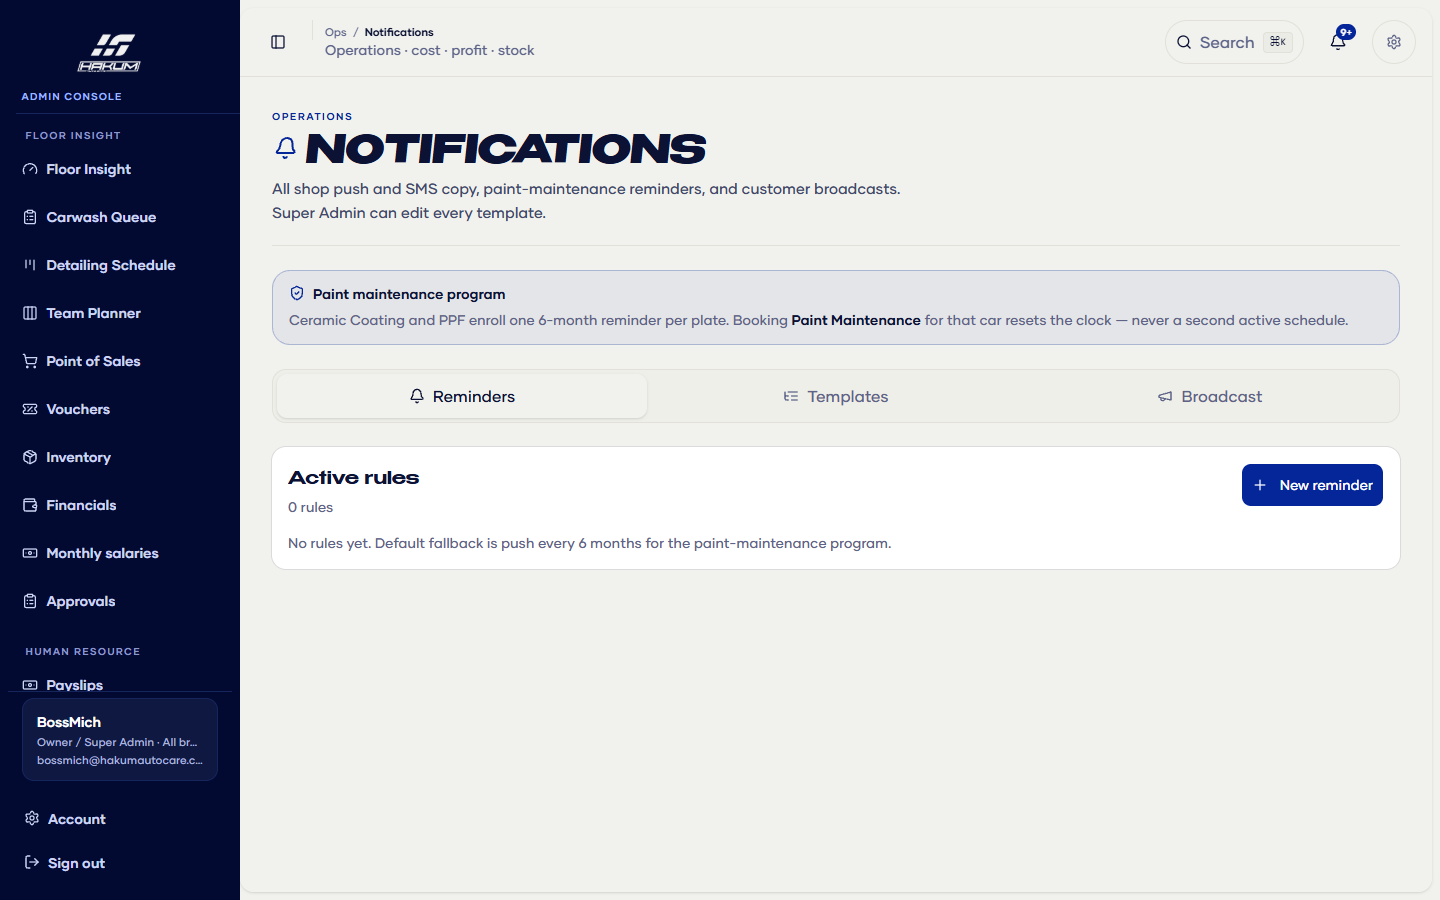 HAKUM
ADMIN CONSOLE
FLOOR INSIGHT
Floor Insight
Carwash Queue
Detailing Schedule
Team Planner
Point of Sales
Vouchers
Inventory
Financials
Monthly salaries
Approvals
HUMAN RESOURCE
Payslips
BossMich
Owner / Super Admin · All br...
bossmich@hakumautocare.c...
Account
Sign out
Ops / Notifications
Operations · cost · profit · stock
Search ⌘K
9+
OPERATIONS
NOTIFICATIONS
All shop push and SMS copy, paint-maintenance reminders, and customer broadcasts.
Super Admin can edit every template.
Paint maintenance program
Ceramic Coating and PPF enroll one 6-month reminder per plate. Booking Paint Maintenance for that car resets the clock — never a second active schedule.
Reminders
Templates
Broadcast
Active rules
0 rules
New reminder
No rules yet. Default fallback is push every 6 months for the paint-maintenance program.